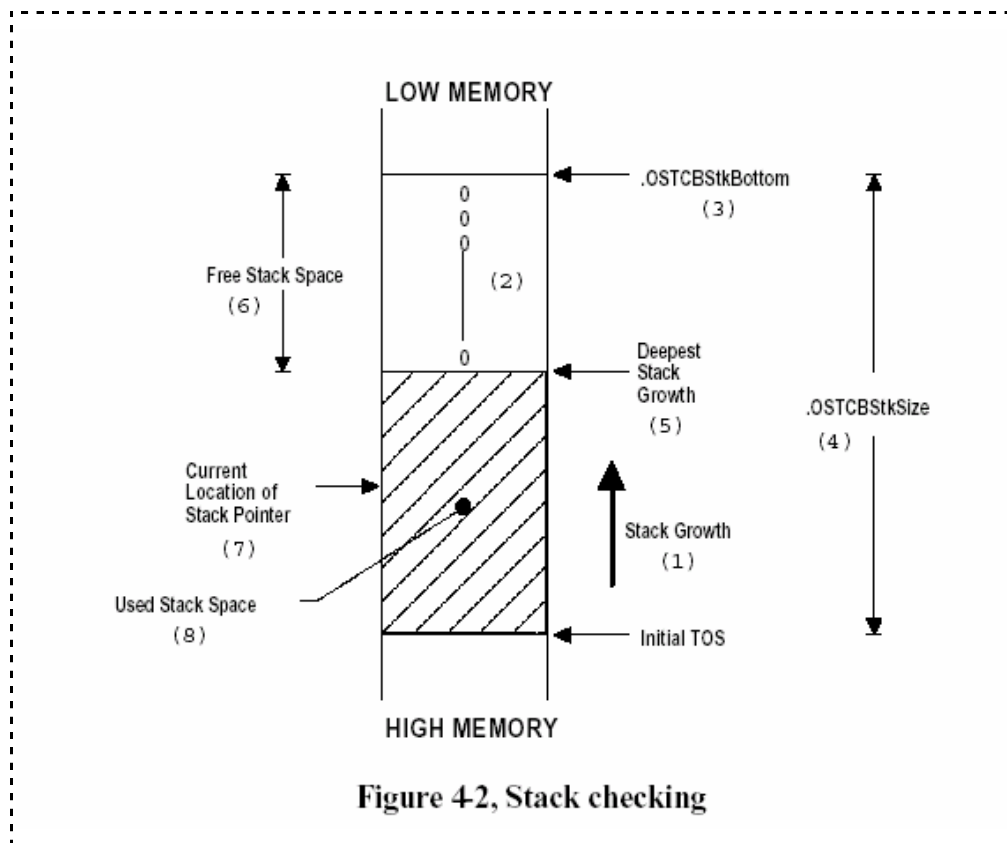 LOW MEMORY
.OSTCBStkBottom
(3)
0
0
0
Free Stack Space
(6)
(2)
0
Deepest
Stack
Growth
(5)
.OSTCBStkSize
(4)
Current
Location of
Stack Pointer
(7)
Stack Growth
(1)
Used Stack Space
(8)
Initial TOS
HIGH MEMORY
Figure 4-2, Stack checking